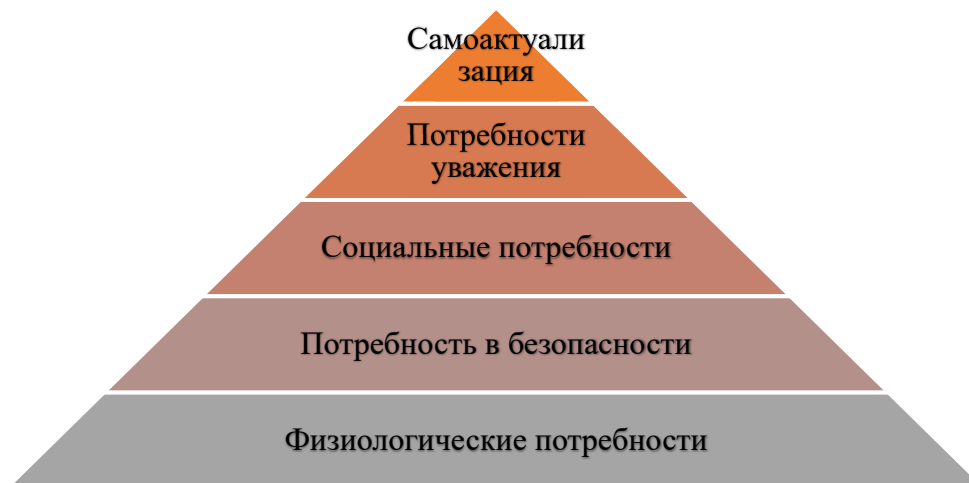 Самоактуали
зация
Потребности
уважения
Социальные потребности
Потребность в безопасности
Физиологические потребности